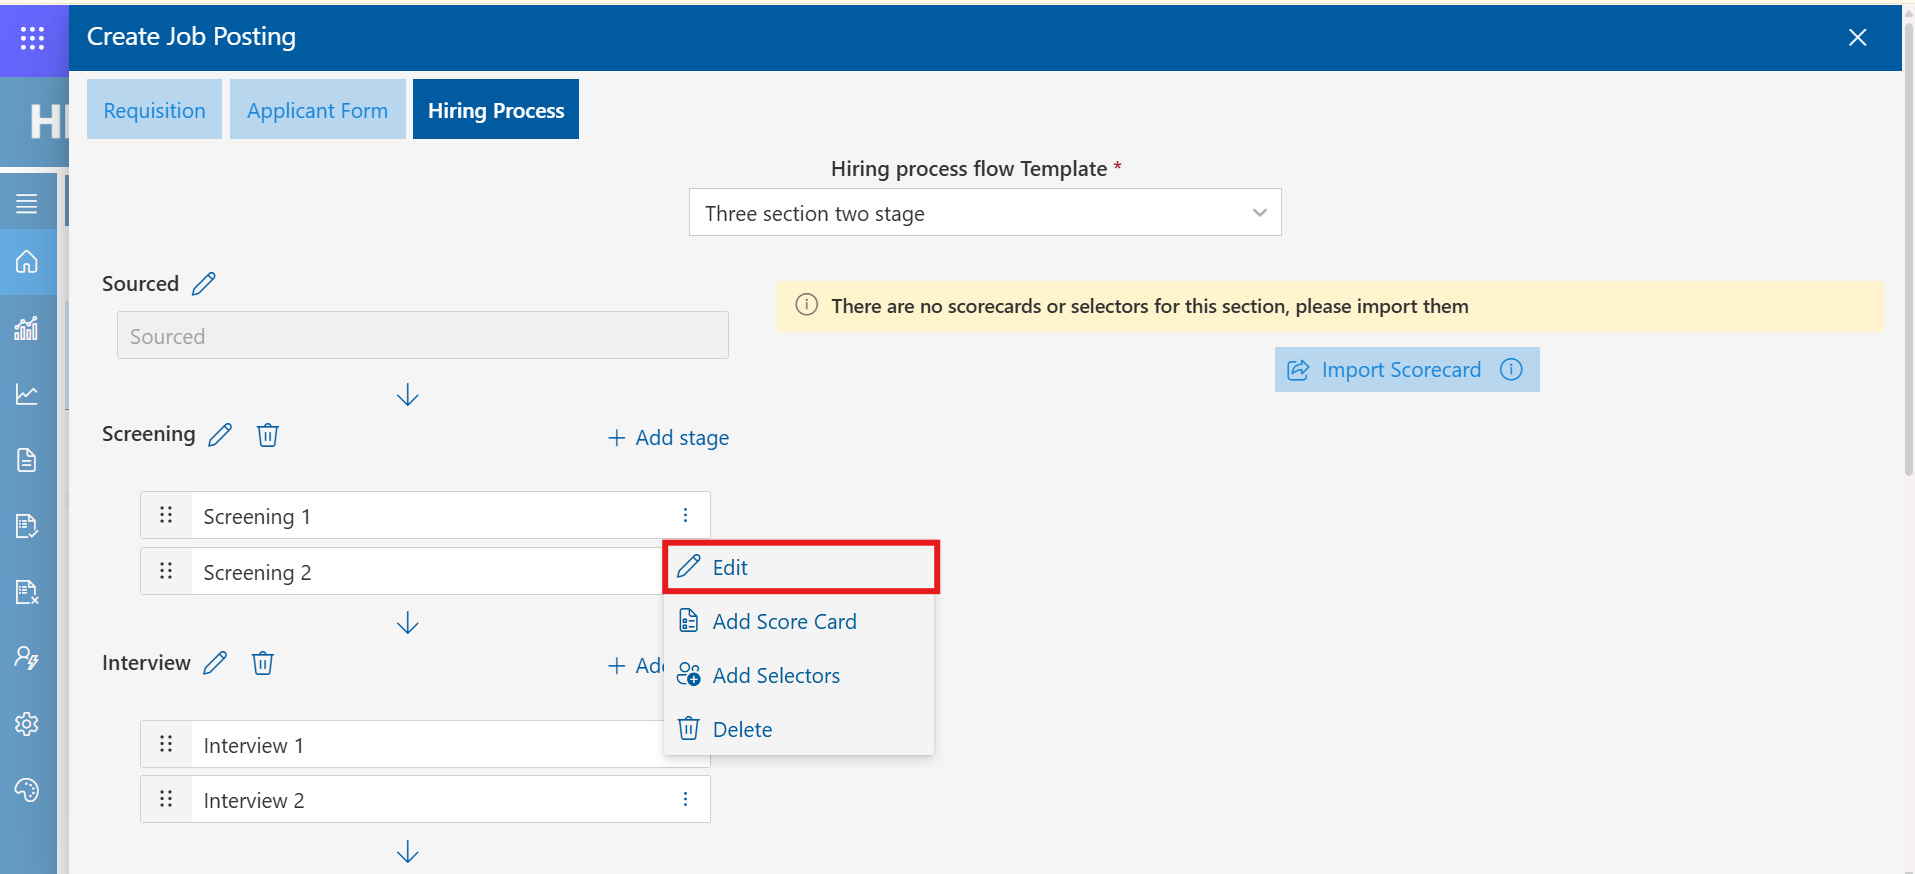 Create Job Posting
Requisition
Applicant Form
Hiring Process
Hiring process flow Template *
Three section two stage
Sourced
There are no scorecards or selectors for this section, please import them
Sourced
Import Scorecard
Screening
Add stage
Screening 1
Screening 2
Edit
Add Score Card
Interview
Add Selectors
Interview 1
Delete
Interview 2